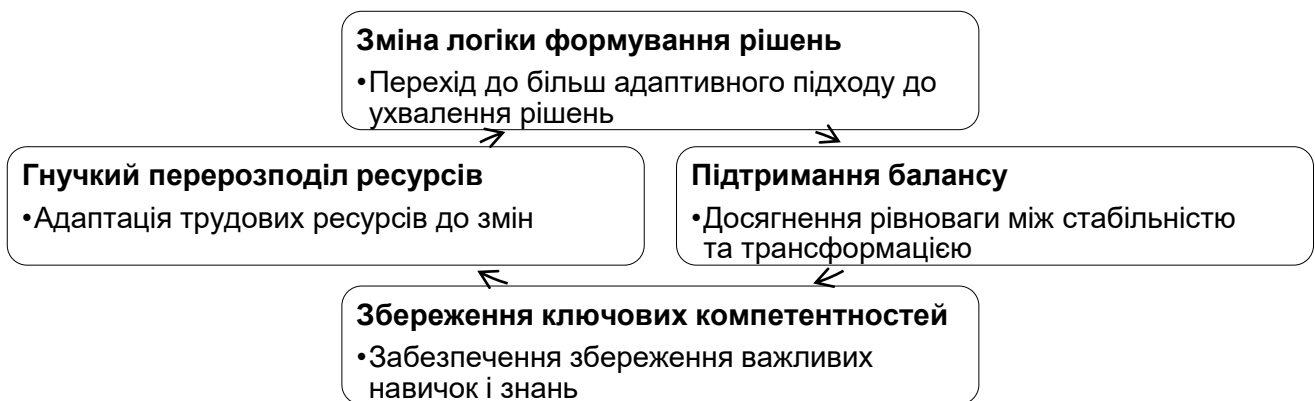 Зміна логіки формування рішень
•Перехід до більш адаптивного підходу до
ухвалення рішень
Гнучкий перерозподіл ресурсів
•Адаптація трудових ресурсів до змін
Підтримання балансу
•Досягнення рівноваги між стабільністю
та трансформацією
Збереження ключових компетентностей
•Забезпечення збереження важливих
навичок і знань